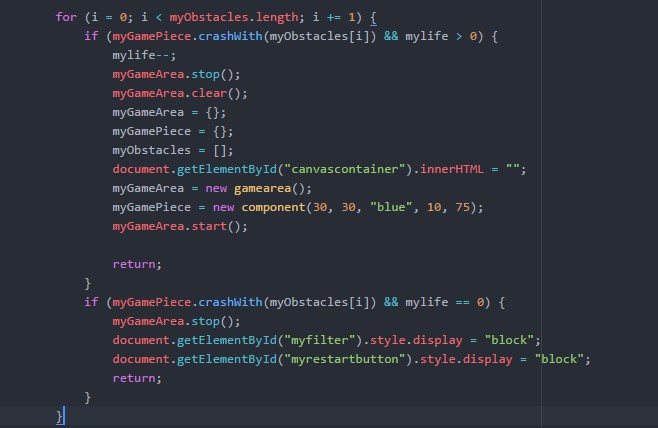 for (i = 0; i < myObstacles.length; i += 1) {
if (myGamePiece.crashWith(myObstacles[i]) && mylife > 0) {
mylife--;
myGameArea.stop();
myGameArea.clear();
myGameArea = {};
myGamePiece = {};
myObstacles = [];
document.getElementById("canvascontainer").innerHTML = "";
myGameArea = new gamearea();
myGamePiece = new component(30, 30, "blue", 10, 75);
myGameArea.start();
return;
}
if (myGamePiece.crashWith(myObstacles[i]) && mylife == 0) {
myGameArea.stop();
document.getElementById("myfilter").style.display = "block";
document.getElementById("myrestartbutton").style.display = "block";
return;
}
}